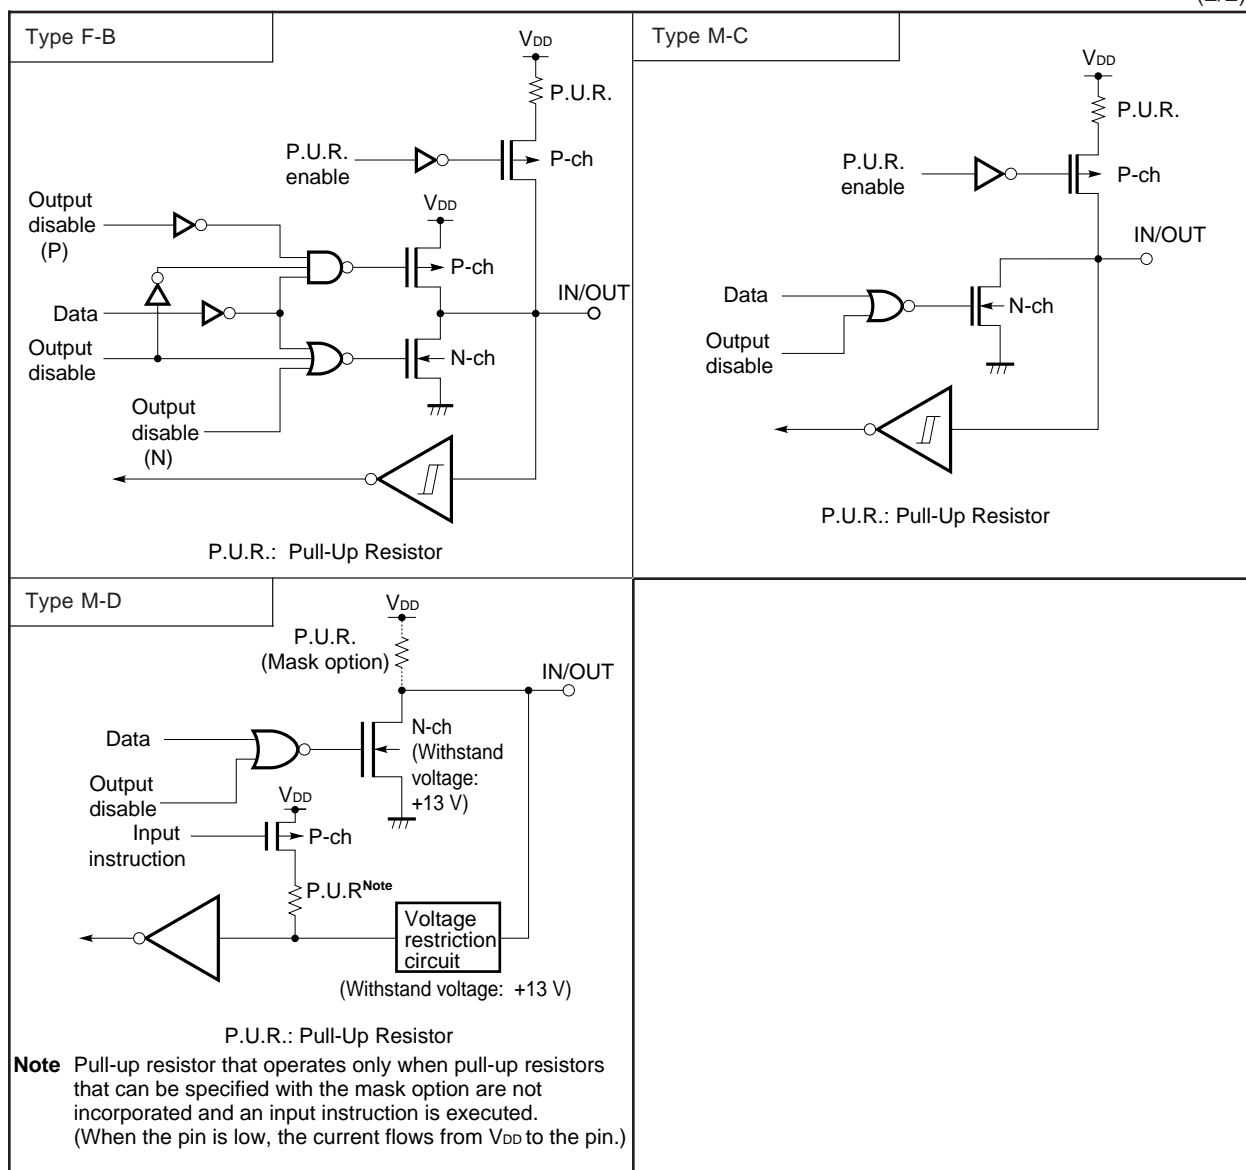 Type F-B
VDD
P.U.R.
P.U.R.
enable
P-ch
Output
disable
(P)
VDD
P-ch
IN/OUT
Data
Output
disable
N-ch
Output
disable
(N)
P.U.R.: Pull-Up Resistor
Type M-C
VDD
P.U.R.
P.U.R.
enable
P-ch
IN/OUT
Data
N-ch
Output
disable
P.U.R.: Pull-Up Resistor
Type M-D
VDD
P.U.R.
(Mask option)
IN/OUT
Data
N-ch
(Withstand
voltage:
+13 V)
Output
disable
VDD
Input
instruction
P-ch
P.U.RNote
Voltage
restriction
circuit
(Withstand voltage: +13 V)
P.U.R.: Pull-Up Resistor
Note Pull-up resistor that operates only when pull-up resistors
that can be specified with the mask option are not
incorporated and an input instruction is executed.
(When the pin is low, the current flows from VDD to the pin.)